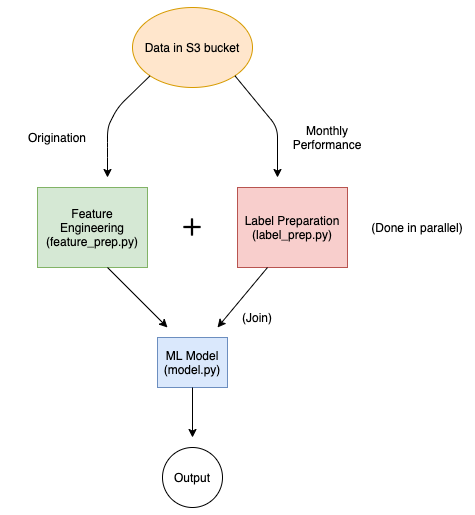 Data in S3 bucket
Origination
Monthly
Performance
Feature
Engineering
(feature_prep.py)
+
Label Preparation
(label_prep.py)
(Done in parallel)
(Join)
ML Model
(model.py)
Output